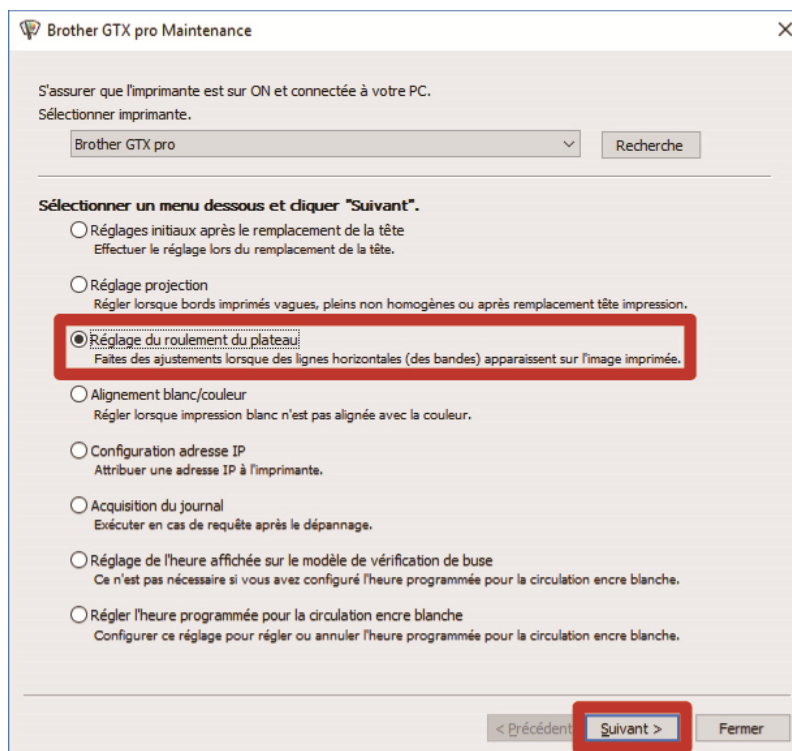 Brother GTX pro Maintenance
S'assurer que l'imprimante est sur ON et connectée à votre PC.
Sélectionner imprimante.
Brother GTX pro
Recherche
Sélectionner un menu dessous et cliquer "Suivant".
Réglages initiaux après le remplacement de la tête
Effectuer le réglage lors du remplacement de la tête.
Réglage projection
Régler lorsque bords imprimés vagues, pleins non homogènes ou après remplacement tête impression.
Réglage du roulement du plateau
Faites des ajustements lorsque des lignes horizontales (des bandes) apparaissent sur l'image imprimée.
Alignement blanc/couleur
Régler lorsque impression blanc n'est pas alignée avec la couleur.
Configuration adresse IP
Attribuer une adresse IP à l'imprimante.
Acquisition du journal
Exécuter en cas de requête après le dépannage.
Réglage de l'heure affichée sur le modèle de vérification de buse
Ce n'est pas nécessaire si vous avez configuré l'heure programmée pour la circulation encre blanche.
Régler l'heure programmée pour la circulation encre blanche
Configurer ce réglage pour régler ou annuler l'heure programmée pour la circulation encre blanche.
< Précédent
Suivant >
Fermer